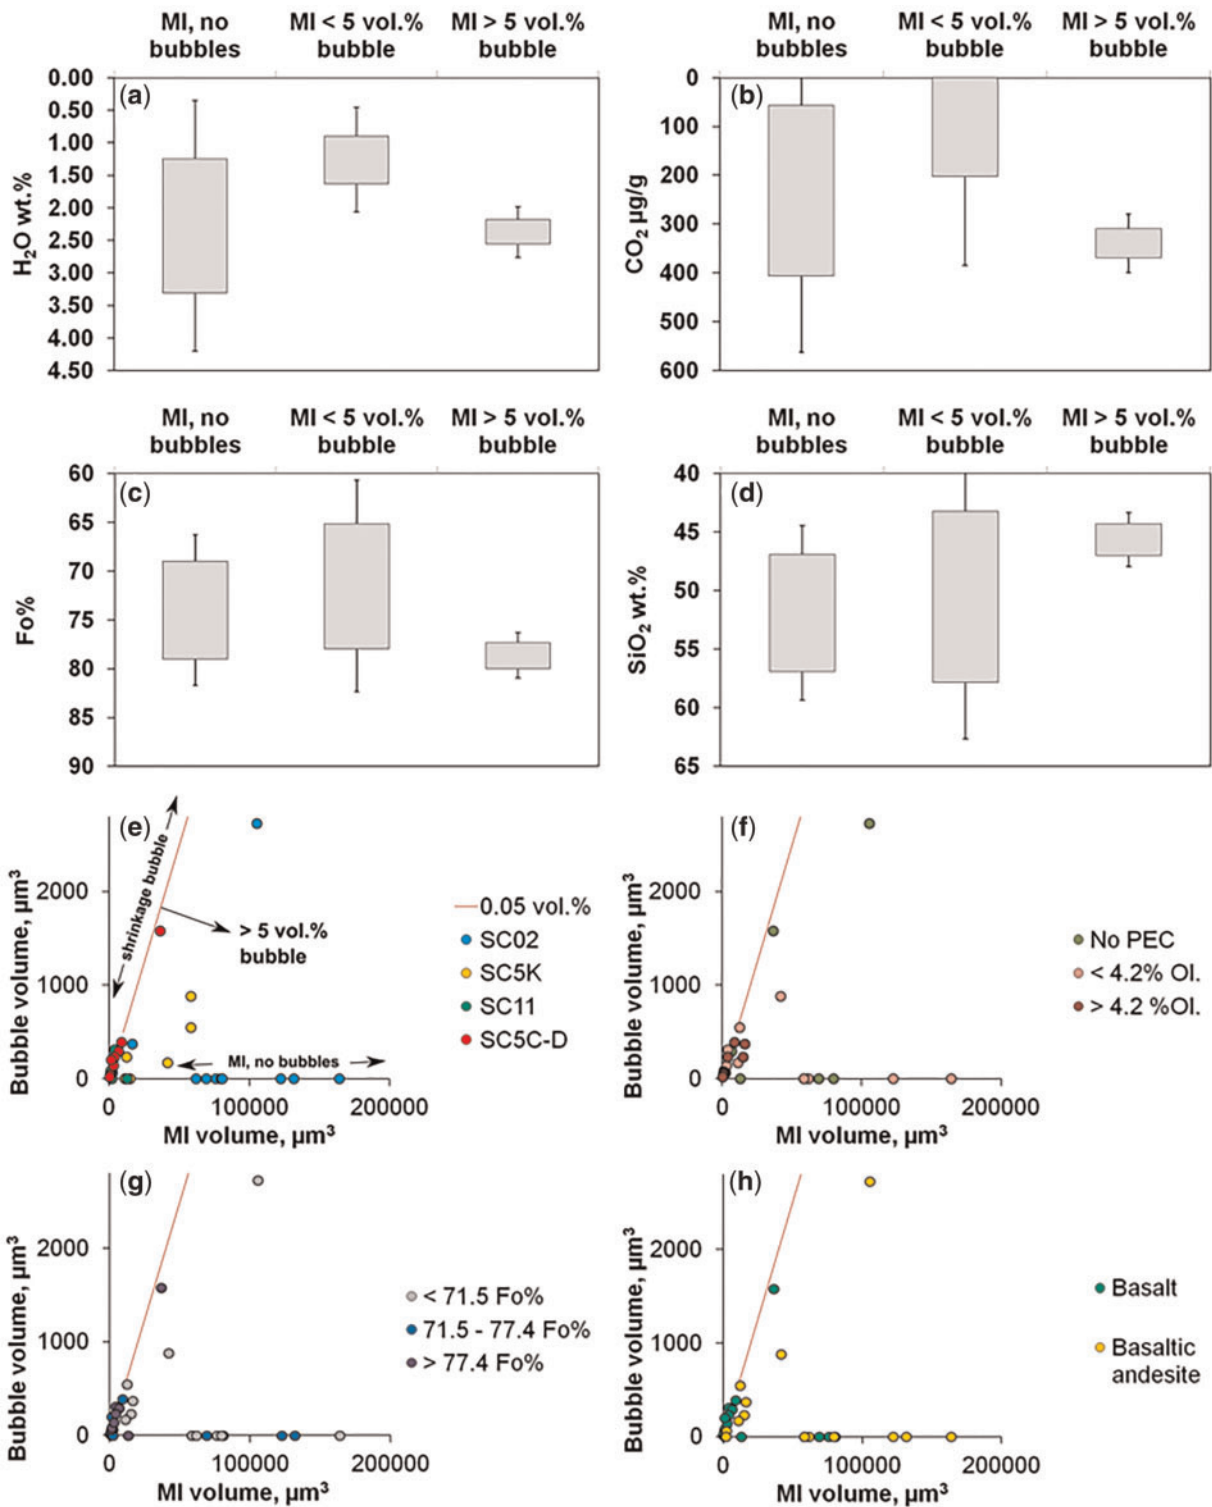 MI, no bubbles
MI < 5 vol.% bubble
MI > 5 vol.% bubble
(a)
H₂O wt.%
0.00
0.50
1.00
1.50
2.00
2.50
3.00
3.50
4.00
4.50
MI, no bubbles
MI < 5 vol.% bubble
MI > 5 vol.% bubble
(b)
CO₂ µg/g
0
100
200
300
400
500
600
MI, no bubbles
MI < 5 vol.% bubble
MI > 5 vol.% bubble
(c)
Fo%
60
65
70
75
80
85
90
MI, no bubbles
MI < 5 vol.% bubble
MI > 5 vol.% bubble
(d)
SiO₂ wt.%
40
45
50
55
60
65
(e)
Bubble volume, µm³
2000
1000
0
shrinkage bubble
> 5 vol.%
bubble
MI, no bubbles
0.05 vol.%
SC02
SC5K
SC11
SC5C-D
0 100000 200000
MI volume, µm³
(f)
Bubble volume, µm³
2000
1000
0
No PEC
< 4.2% Ol.
> 4.2 %Ol.
0 100000 200000
MI volume, µm³
(g)
Bubble volume, µm³
2000
1000
0
< 71.5 Fo%
71.5 - 77.4 Fo%
> 77.4 Fo%
0 100000 200000
MI volume, µm³
(h)
Bubble volume, µm³
2000
1000
0
Basalt
Basaltic
andesite
0 100000 200000
MI volume, µm³